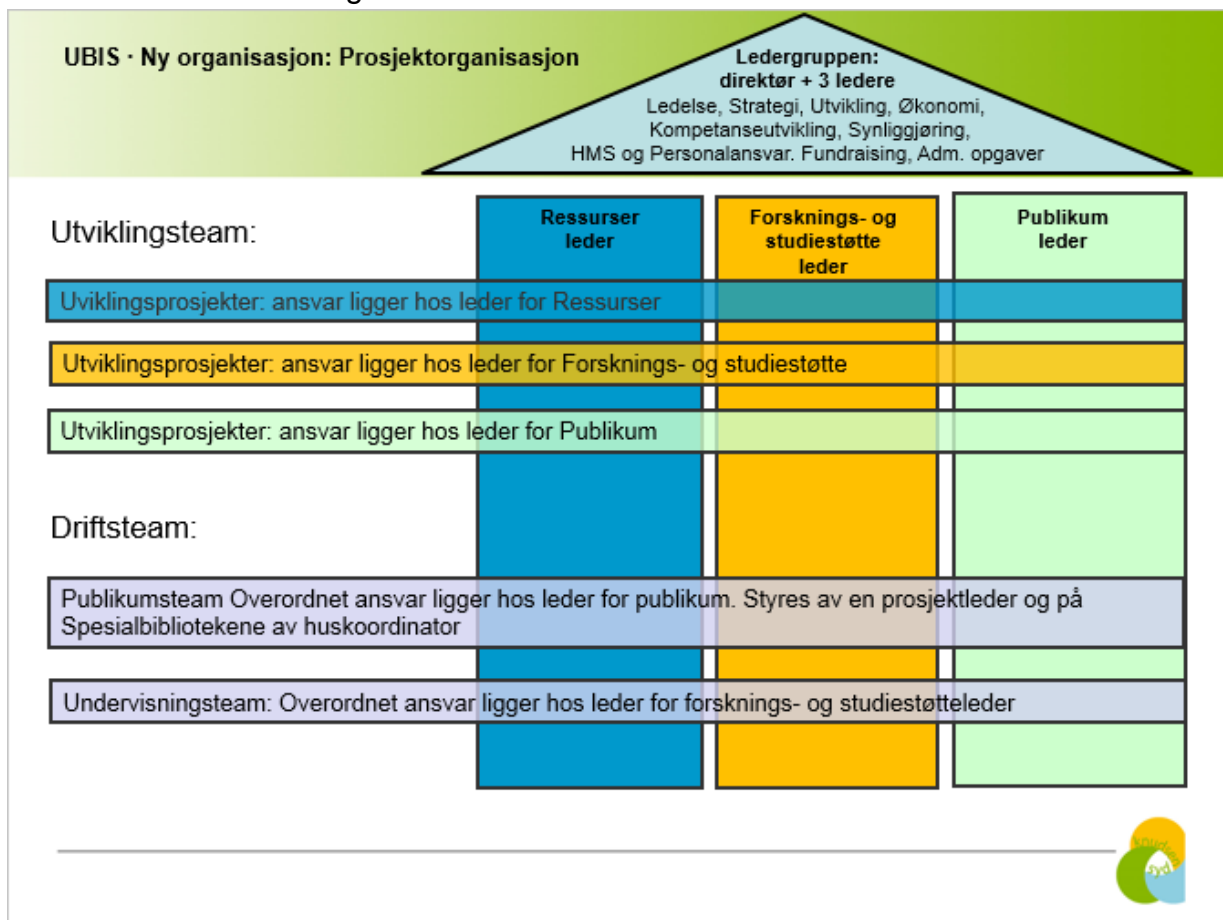 UBIS · Ny organisasjon: Prosjektorganisasjon
Ledergruppen:
direktør + 3 ledere
Ledelse, Strategi, Utvikling, Økonomi,
Kompetanseutvikling, Synliggjøring,
HMS og Personalansvar. Fundraising, Adm. opgaver
Utviklingsteam:
Ressurser
leder
Forsknings- og
studiestøtte
leder
Publikum
leder
Uviklingsprosjekter: ansvar ligger hos leder for Ressurser
Utviklingsprosjekter: ansvar ligger hos leder for Forsknings- og studiestøtte
Utviklingsprosjekter: ansvar ligger hos leder for Publikum
Driftsteam:
Publikumsteam Overordnet ansvar ligger hos leder for publikum. Styres av en prosjektleder og på
Spesialbibliotekene av huskoordinator
Undervisningsteam: Overordnet ansvar ligger hos leder for forsknings- og studiestøtteleder
knudsen
syd